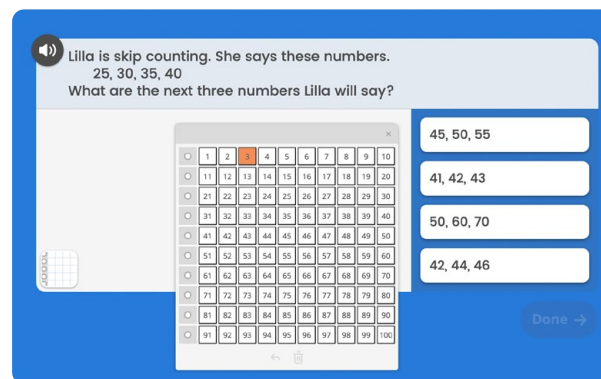 Lilla is skip counting. She says these numbers.
25, 30, 35, 40
What are the next three numbers Lilla will say?
×
1 2 3 4 5 6 7 8 9 10
11 12 13 14 15 16 17 18 19 20
21 22 23 24 25 26 27 28 29 30
31 32 33 34 35 36 37 38 39 40
41 42 43 44 45 46 47 48 49 50
51 52 53 54 55 56 57 58 59 60
61 62 63 64 65 66 67 68 69 70
71 72 73 74 75 76 77 78 79 80
81 82 83 84 85 86 87 88 89 90
91 92 93 94 95 96 97 98 99 100
45, 50, 55
41, 42, 43
50, 60, 70
42, 44, 46
Done →